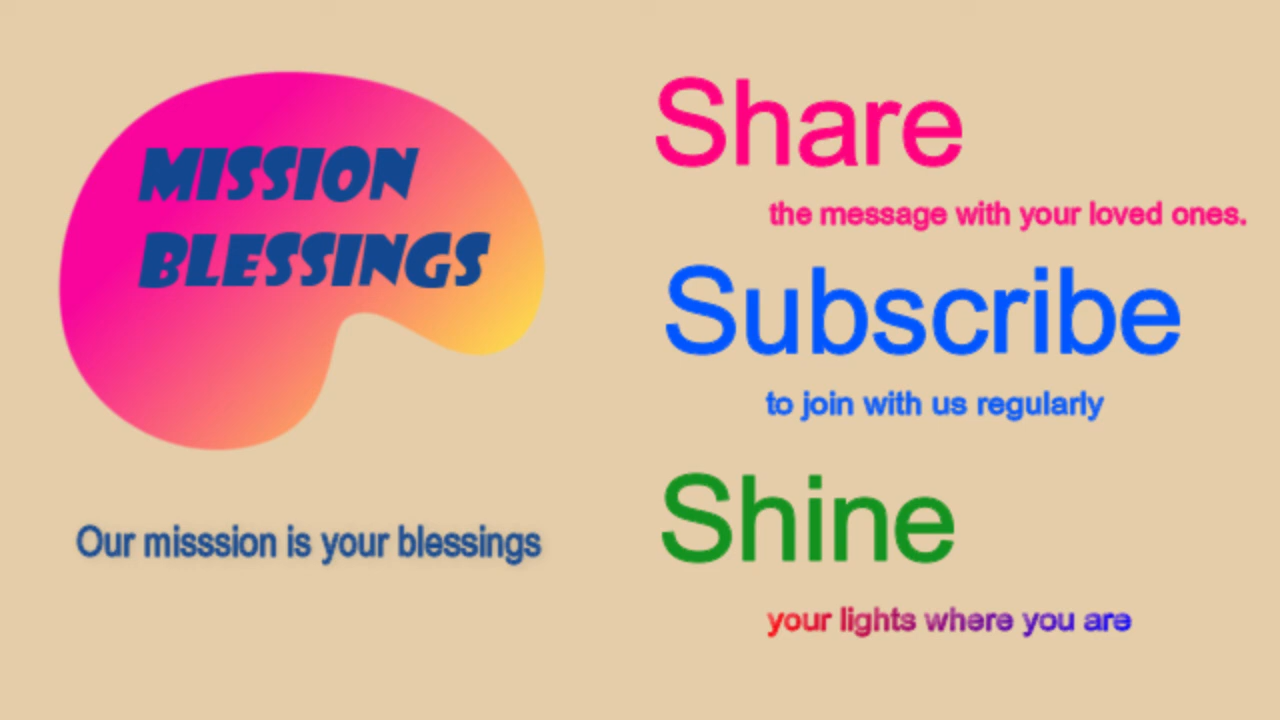 MISSION
BLESSINGS
Our misssion is your blessings
Share
the message with your loved ones.
Subscribe
to join with us regularly
Shine
your lights where you are